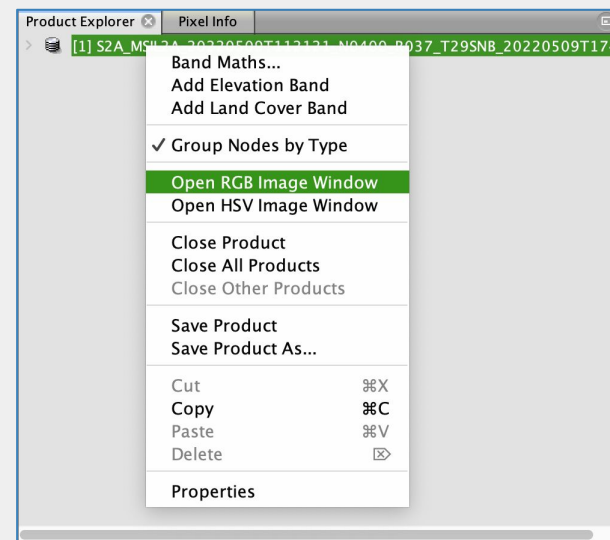 Product Explorer Pixel Info
[1] S2A_MSIL2A_20220509T112121_N0400_R037_T29SNB_20220509T17
Band Maths...
Add Elevation Band
Add Land Cover Band
✓ Group Nodes by Type
Open RGB Image Window
Open HSV Image Window
Close Product
Close All Products
Close Other Products
Save Product
Save Product As...
Cut ⌘X
Copy ⌘C
Paste ⌘V
Delete ⌦
Properties